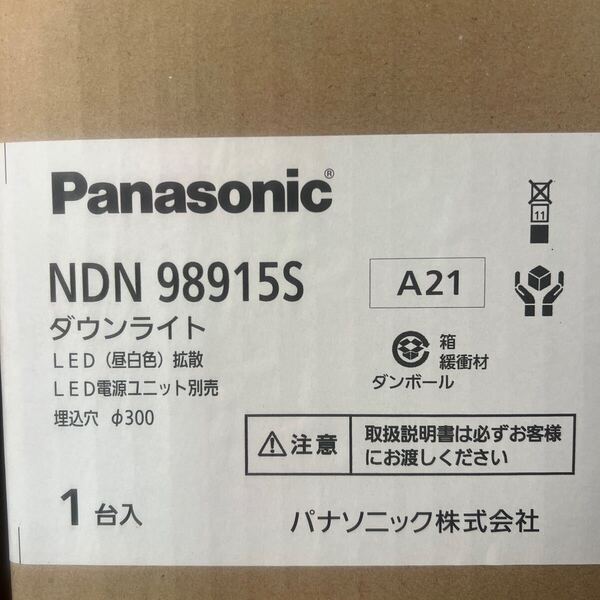 Panasonic®
NDN 98915S
A21
11
ダウンライト
LED（昼白色）拡散
LED電源ユニット別売
埋込穴 φ300
箱
緩衝材
ダンボール
注意
取扱説明書は必ずお客様
にお渡しください
1台入
パナソニック株式会社